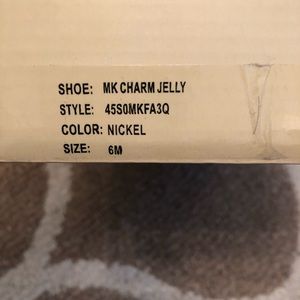 SHOE: MK CHARM JELLY
STYLE: 45S0MKFA3Q
COLOR: NICKEL
SIZE: 6M